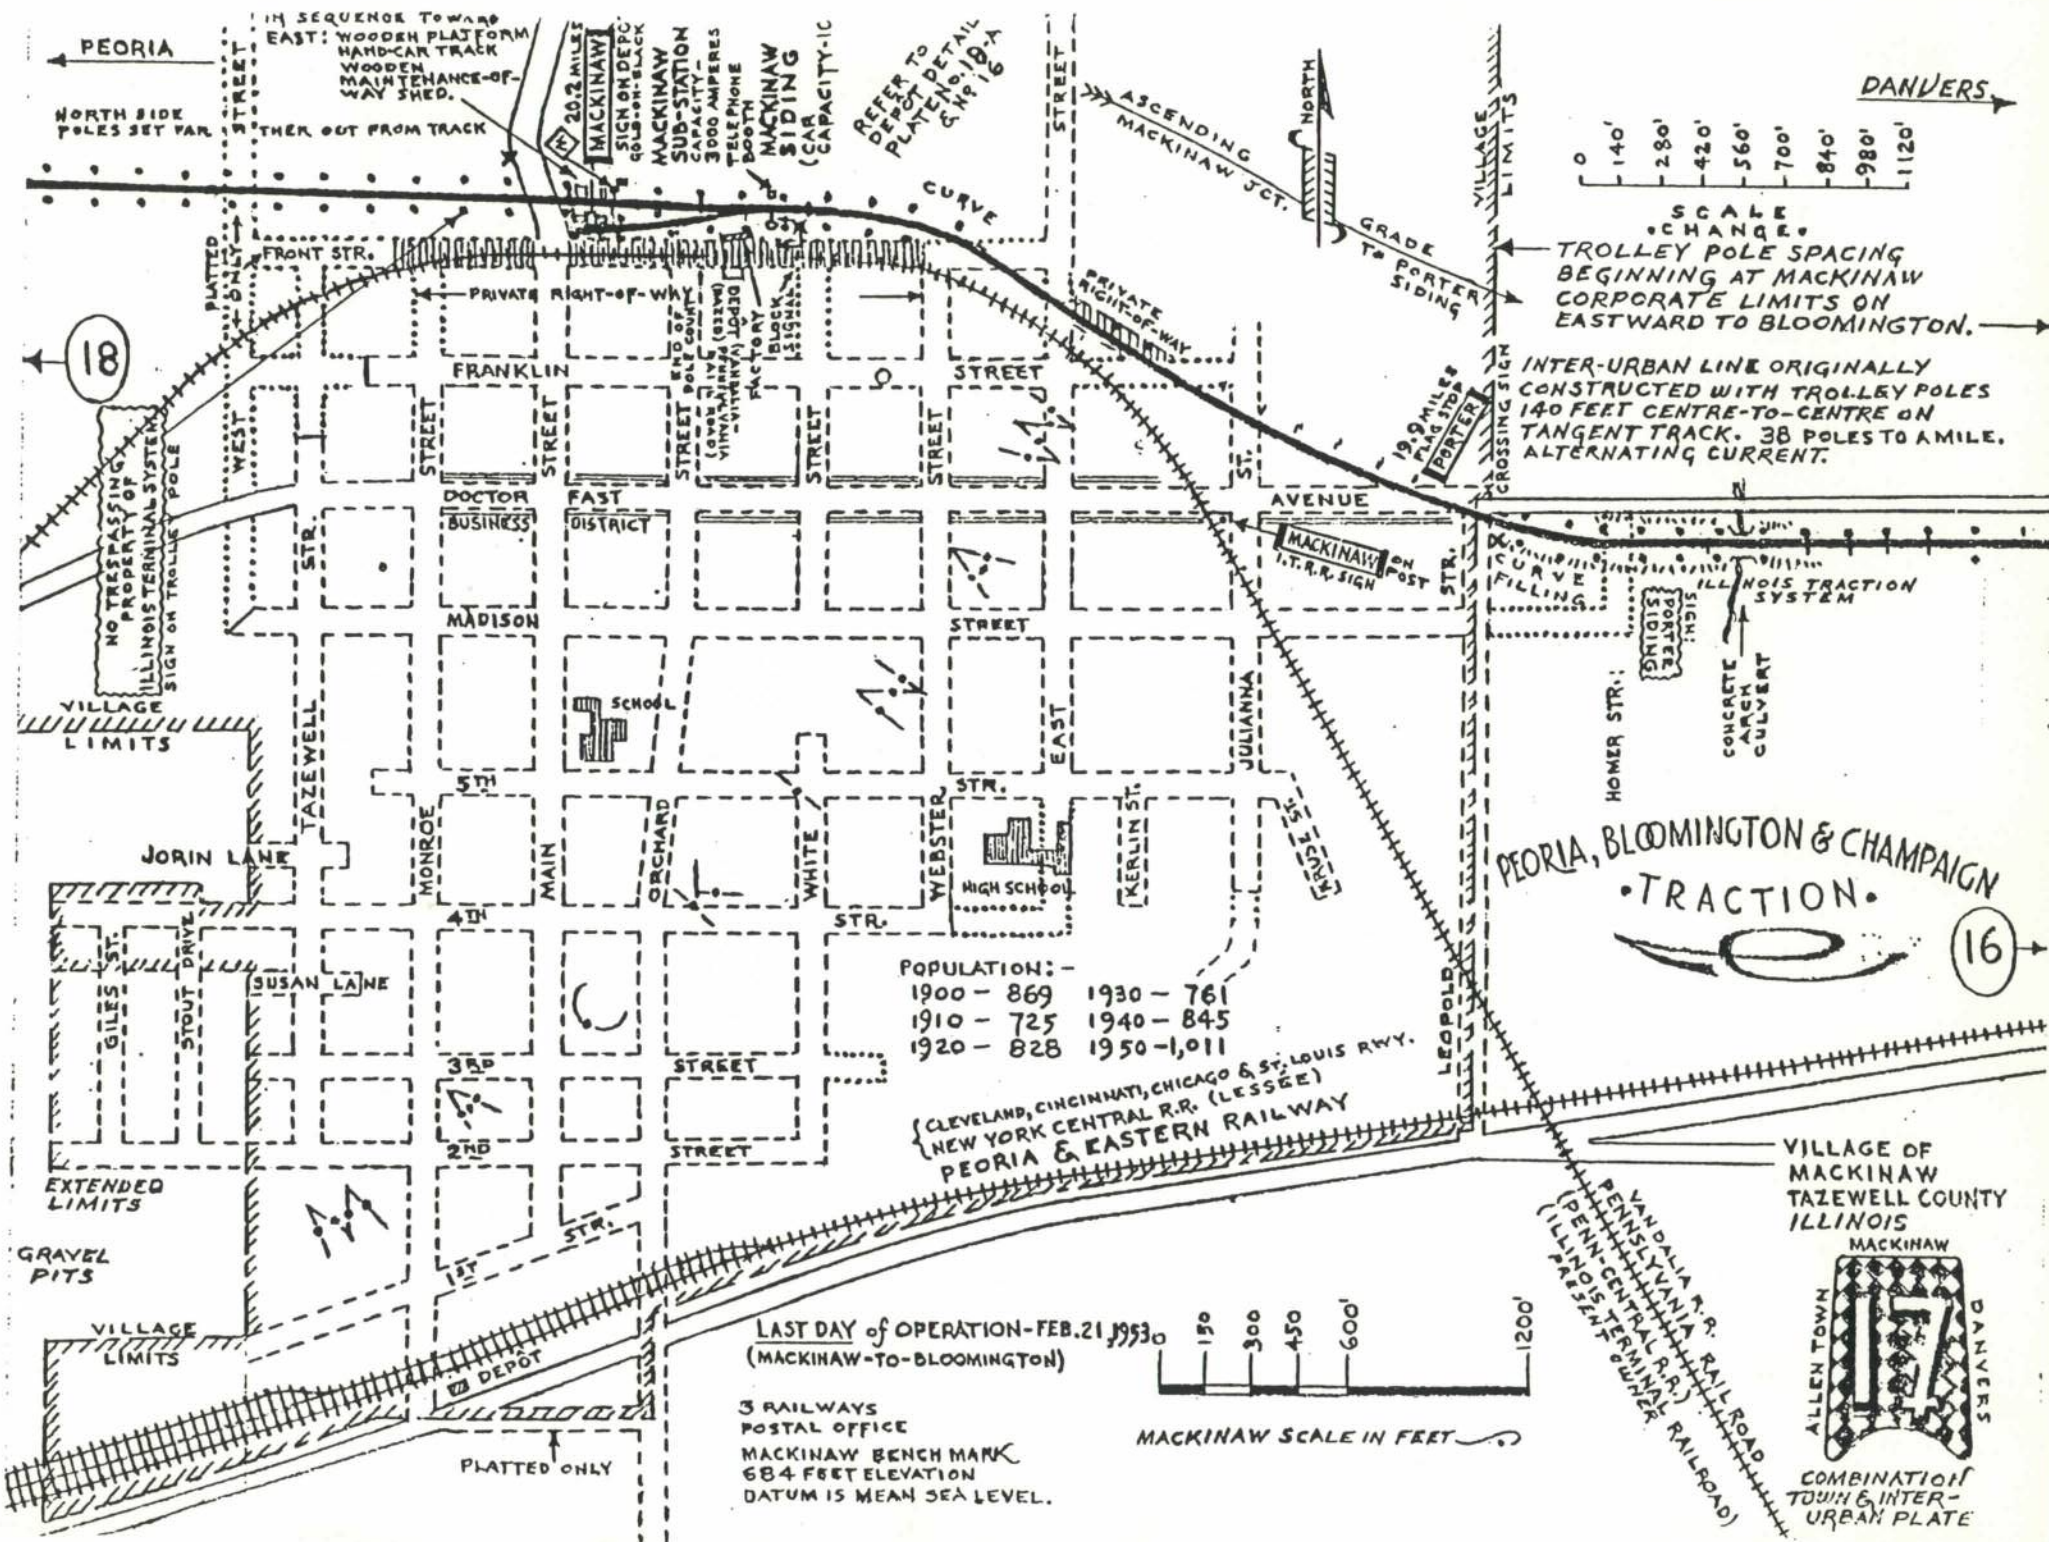 IN SEQUENCE TOWARD
EAST: WOODEN PLATFORM
HAND-CAR TRACK
WOODEN
MAINTENANCE-OF-
WAY SHED.
PEORIA
NORTH SIDE
POLES SET FAR
THER OUT FROM TRACK
STREET
20.2 MILES
MACKINAW
SIGN ON DEPO
GOLD-ON-BLACK
MACKINAW
SUB-STATION
CAPACITY-
3000 AMPERES
TELEPHONE
BOOTH
MACKINAW
SIDING
(CAR
CAPACITY-10
REFER TO
DEPOT DETAIL
PLATE No. 18-A
& No. 16
STREET
ASCENDING
MACKINAW JCT.
GRADE
TO PORTER
SIDING
NORTH
VILLAGE
LIMITS
DANVERS
0
140'
280'
420'
560'
700'
840'
980'
1120'
SCALE
•CHANGE•
TROLLEY POLE SPACING
BEGINNING AT MACKINAW
CORPORATE LIMITS ON
EASTWARD TO BLOOMINGTON.
INTER-URBAN LINE ORIGINALLY
CONSTRUCTED WITH TROLLEY POLES
140 FEET CENTRE-TO-CENTRE ON
TANGENT TRACK. 38 POLES TO A MILE.
ALTERNATING CURRENT.
CURVE
PLATTED
ONLY
FRONT STR.
PRIVATE RIGHT-OF-WAY
END OF
POLE COURT
DEPOT (VANDALIA-
PENNSYLVANIA
RAIL ROAD)
(RAZED)
FACTORY
BLOCK
SIGNAL
PRIVATE
RIGHT-OF-WAY
18
FRANKLIN
STREET
19.9 MILES
FLAG STOP
PORTER
CROSSING SIGN
NO TRESPASSING
PROPERTY OF
ILLINOIS TERMINAL SYSTEM
SIGN ON TROLLE POLE
WEST
STREET
STREET
STREET
STREET
STREET
ST.
DOCTOR
FAST
AVENUE
BUSINESS
DISTRICT
STR.
MACKINAW
ON
POST
I.T.R.R. SIGN
STR.
CURVE
FILLING
ILLINOIS TRACTION
SYSTEM
SIGN:
PORTER
SIDING
CONCRETE
ARCH
CULVERT
HOMER STR.:
MADISON
STREET
VILLAGE
LIMITS
TAZEWELL
SCHOOL
EAST
JULIANNA
5TH
STR.
MONROE
MAIN
ORCHARD
WHITE
WEBSTER
KERLIN ST.
KRUSE ST.
JORIN LANE
HIGH SCHOOL
4TH
STR.
PEORIA, BLOOMINGTON & CHAMPAIGN
•TRACTION•
16
GILES ST.
STOUT DRIVE
SUSAN LANE
POPULATION:-
1900 - 869 1930 - 761
1910 - 725 1940 - 845
1920 - 828 1950 - 1,011
LEOPOLD
3RD
STREET
(CLEVELAND, CINCINNATI, CHICAGO & ST. LOUIS RWY.
(NEW YORK CENTRAL R.R. (LESSEE)
PEORIA & EASTERN RAILWAY
2ND
STREET
EXTENDED
LIMITS
GRAVEL
PITS
1ST
STR.
VILLAGE OF
MACKINAW
TAZEWELL COUNTY
ILLINOIS
VANDALIA R.R.
PENNSLYVANIA RAIL ROAD
(PENN-CENTRAL R.R.)
(ILLINOIS TERMINAL RAILROAD)
PRESENT OWNER
MACKINAW
ALLENTOWN
17
DANVERS
COMBINATION
TOWN & INTER-
URBAN PLATE
VILLAGE
LIMITS
DEPÔT
PLATTED ONLY
LAST DAY of OPERATION-FEB. 21, 1953
(MACKINAW-TO-BLOOMINGTON)
0
150
300
450
600'
1200'
MACKINAW SCALE IN FEET
3 RAILWAYS
POSTAL OFFICE
MACKINAW BENCH MARK
684 FEET ELEVATION
DATUM IS MEAN SEA LEVEL.